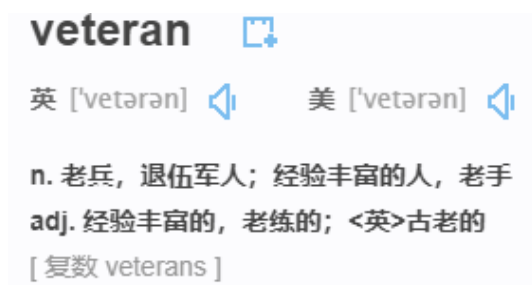 veteran
英 ['vetərən] 美 ['vetərən]
n. 老兵，退伍军人；经验丰富的人，老手
adj. 经验丰富的，老练的；<英>古老的
[ 复数 veterans ]